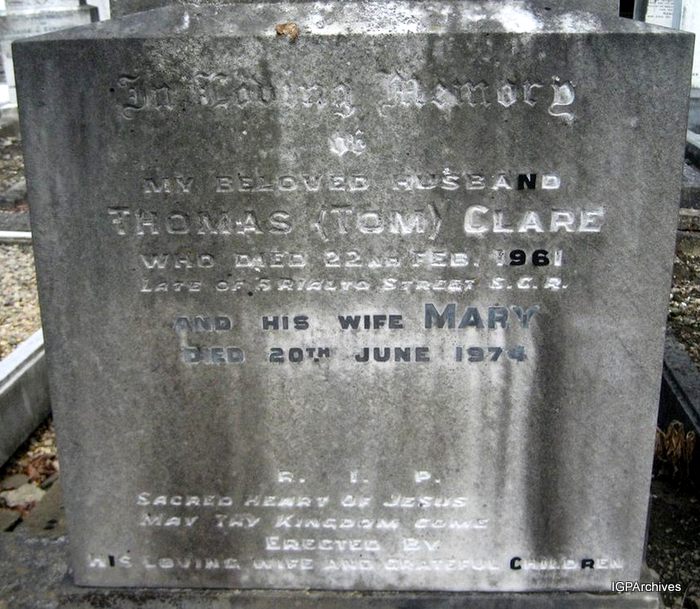 In Loving Memory
of
MY BELOVED HUSBAND
THOMAS (TOM) CLARE
WHO DIED 22ND FEB. 1961
LATE OF 5 RIALTO STREET S.C.R.
AND HIS WIFE MARY
DIED 20TH JUNE 1974
R. I. P.
SACRED HEART OF JESUS
MAY THY KINGDOM COME
ERECTED BY
HIS LOVING WIFE AND GRATEFUL CHILDREN
IGPArchives